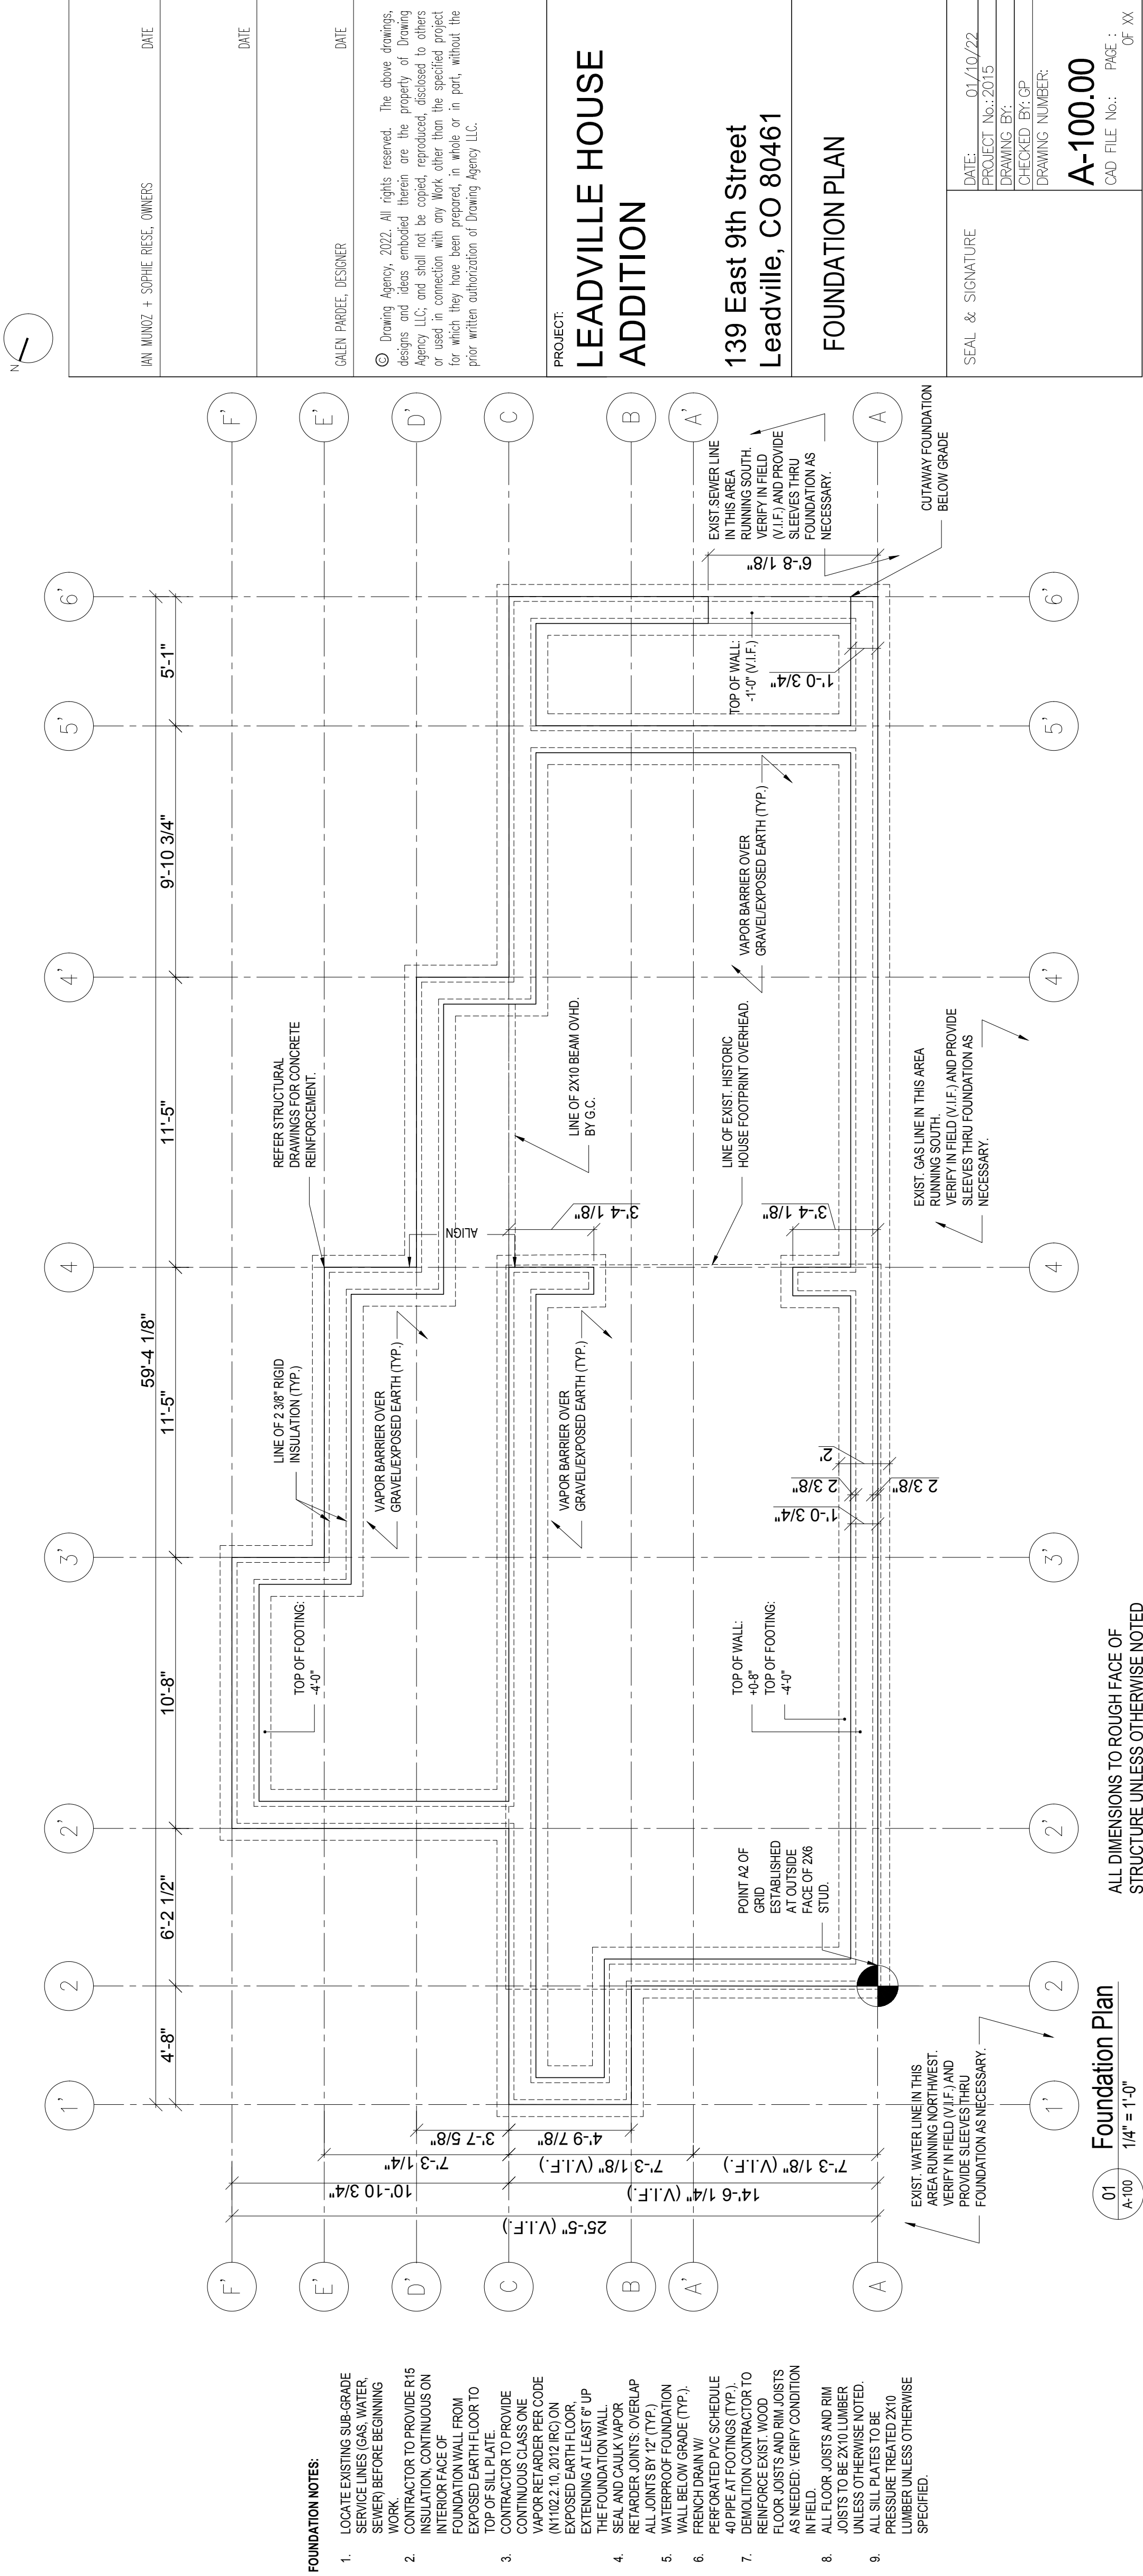 FOUNDATION NOTES:
1. LOCATE EXISTING SUB-GRADE
SERVICE LINES (GAS, WATER,
SEWER) BEFORE BEGINNING
WORK.
2. CONTRACTOR TO PROVIDE R15
INSULATION, CONTINUOUS ON
INTERIOR FACE OF
FOUNDATION WALL FROM
EXPOSED EARTH FLOOR TO
TOP OF SILL PLATE.
3. CONTRACTOR TO PROVIDE
CONTINUOUS CLASS ONE
VAPOR RETARDER PER CODE
(N1102.2.10, 2012 IRC) ON
EXPOSED EARTH FLOOR,
EXTENDING AT LEAST 6" UP
THE FOUNDATION WALL.
4. SEAL AND CAULK VAPOR
RETARDER JOINTS: OVERLAP
ALL JOINTS BY 12" (TYP.)
5. WATERPROOF FOUNDATION
WALL BELOW GRADE (TYP.).
6. FRENCH DRAIN W/
PERFORATED PVC SCHEDULE
40 PIPE AT FOOTINGS (TYP.).
7. DEMOLITION CONTRACTOR TO
REINFORCE EXIST. WOOD
FLOOR JOISTS AND RIM JOISTS
AS NEEDED: VERIFY CONDITION
IN FIELD.
8. ALL FLOOR JOISTS AND RIM
JOISTS TO BE 2X10 LUMBER
UNLESS OTHERWISE NOTED.
9. ALL SILL PLATES TO BE
PRESSURE TREATED 2X10
LUMBER UNLESS OTHERWISE
SPECIFIED.
1' 2 2' 3' 4 4' 5' 6'
59'-4 1/8"
4'-8" 6'-2 1/2" 10'-8" 11'-5" 11'-5" 9'-10 3/4" 5'-1"
F' F'
E' E'
D' D'
C C
B B
A' A'
A A
25'-5" (V.I.F.)
10'-10 3/4"
14'-6 1/4" (V.I.F.)
7'-3 1/4"
7'-3 1/8" (V.I.F.)
7'-3 1/8" (V.I.F.)
3'-7 5/8"
4'-9 7/8"
TOP OF FOOTING:
-4'-0"
LINE OF 2 3/8" RIGID
INSULATION (TYP.)
REFER STRUCTURAL
DRAWINGS FOR CONCRETE
REINFORCEMENT.
VAPOR BARRIER OVER
GRAVEL/EXPOSED EARTH (TYP.)
ALIGN
VAPOR BARRIER OVER
GRAVEL/EXPOSED EARTH (TYP.)
3'-4 1/8"
LINE OF 2X10 BEAM OVHD.
BY G.C.
LINE OF EXIST. HISTORIC
HOUSE FOOTPRINT OVERHEAD.
3'-4 1/8"
VAPOR BARRIER OVER
GRAVEL/EXPOSED EARTH (TYP.)
TOP OF WALL:
-1'-0" (V.I.F.)
1'-0 3/4"
6'-8 1/8"
EXIST.SEWER LINE
IN THIS AREA
RUNNING SOUTH.
VERIFY IN FIELD
(V.I.F.) AND PROVIDE
SLEEVES THRU
FOUNDATION AS
NECESSARY.
CUTAWAY FOUNDATION
BELOW GRADE
POINT A2 OF
GRID
ESTABLISHED
AT OUTSIDE
FACE OF 2X6
STUD.
TOP OF WALL:
+0-8"
TOP OF FOOTING:
-4'-0"
1'-0 3/4"
2 3/8"
2'
2 3/8"
EXIST. WATER LINE IN THIS
AREA RUNNING NORTHWEST.
VERIFY IN FIELD (V.I.F.) AND
PROVIDE SLEEVES THRU
FOUNDATION AS NECESSARY.
EXIST. GAS LINE IN THIS AREA
RUNNING SOUTH.
VERIFY IN FIELD (V.I.F.) AND PROVIDE
SLEEVES THRU FOUNDATION AS
NECESSARY.
1' 2 2' 3' 4 4' 5' 6'
01
A-100
Foundation Plan
1/4" = 1'-0"
ALL DIMENSIONS TO ROUGH FACE OF
STRUCTURE UNLESS OTHERWISE NOTED
N
IAN MUNOZ + SOPHIE RIESE, OWNERS DATE
DATE
GALEN PARDEE, DESIGNER DATE
© Drawing Agency, 2022. All rights reserved. The above drawings,
designs and ideas embodied therein are the property of Drawing
Agency LLC; and shall not be copied, reproduced, disclosed to others
or used in connection with any Work other than the specified project
for which they have been prepared, in whole or in part, without the
prior written authorization of Drawing Agency LLC.
PROJECT:
LEADVILLE HOUSE
ADDITION
139 East 9th Street
Leadville, CO 80461
FOUNDATION PLAN
SEAL & SIGNATURE
DATE: 01/10/22
PROJECT No.: 2015
DRAWING BY:
CHECKED BY: GP
DRAWING NUMBER:
A-100.00
CAD FILE No.: PAGE :
OF XX